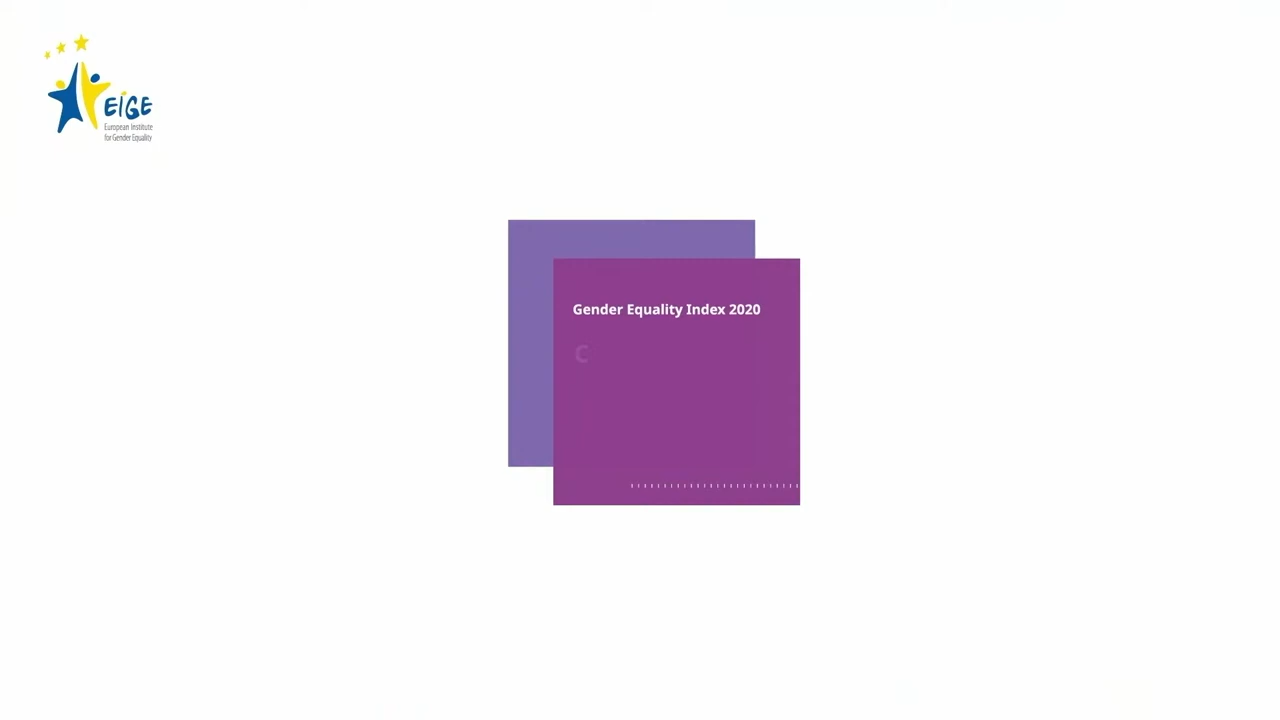 EIGE
European Institute
for Gender Equality
Gender Equality Index 2020
C